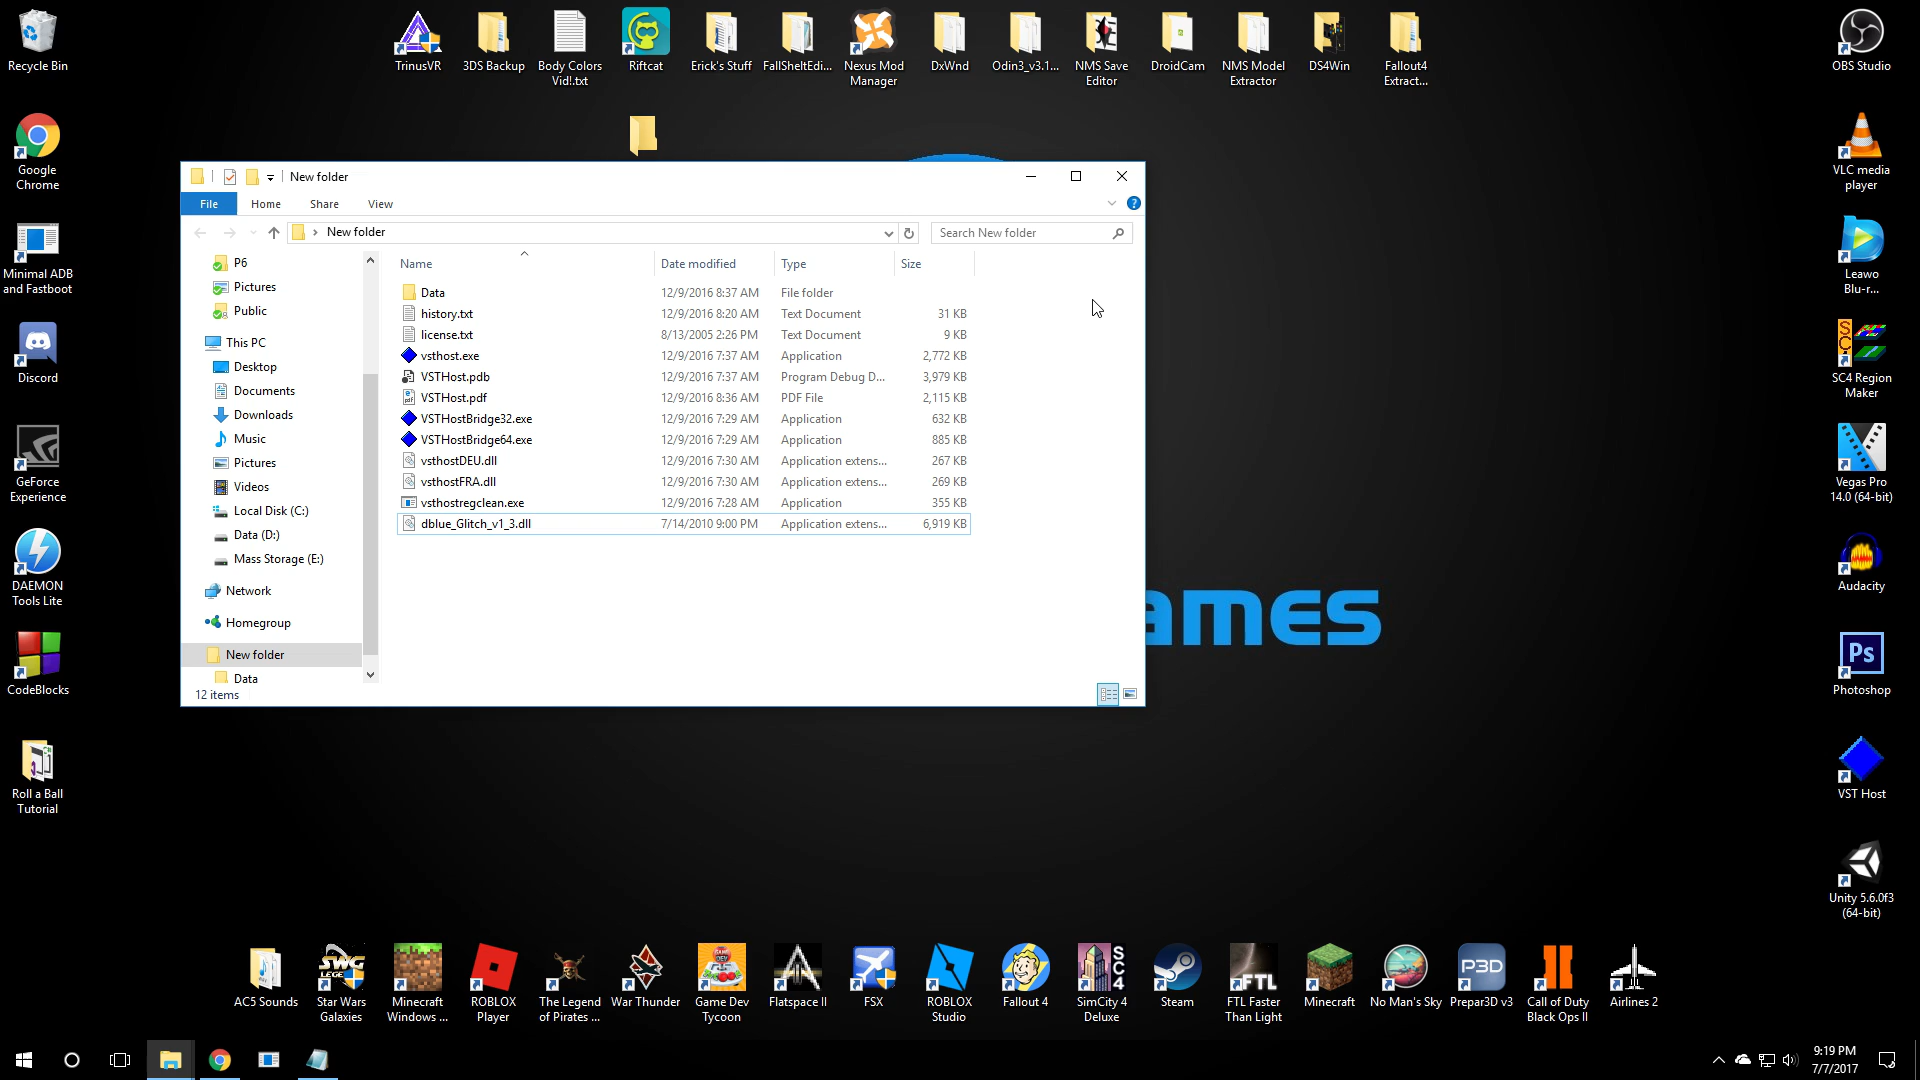 Recycle Bin
TrinusVR
3DS Backup
Body Colors
Vid!.txt
Riftcat
Erick's Stuff
FallSheltEdi...
Nexus Mod
Manager
DxWnd
Odin3_v3.1...
NMS Save
Editor
DroidCam
NMS Model
Extractor
DS4Win
Fallout4
Extract...
OBS Studio
Google
Chrome
VLC media
player
Minimal ADB
and Fastboot
Leawo
Blu-r...
Discord
SC4 Region
Maker
GeForce
Experience
Vegas Pro
14.0 (64-bit)
DAEMON
Tools Lite
Audacity
CodeBlocks
Ps
Photoshop
Roll a Ball
Tutorial
VST Host
Unity 5.6.0f3
(64-bit)
New folder
File
Home
Share
View
New folder
Search New folder
P6
Pictures
Public
This PC
Desktop
Documents
Downloads
Music
Pictures
Videos
Local Disk (C:)
Data (D:)
Mass Storage (E:)
Network
Homegroup
New folder
Data
12 items
Name Date modified Type Size
Data 12/9/2016 8:37 AM File folder
history.txt 12/9/2016 8:20 AM Text Document 31 KB
license.txt 8/13/2005 2:26 PM Text Document 9 KB
vsthost.exe 12/9/2016 7:37 AM Application 2,772 KB
VSTHost.pdb 12/9/2016 7:37 AM Program Debug D... 3,979 KB
VSTHost.pdf 12/9/2016 8:36 AM PDF File 2,115 KB
VSTHostBridge32.exe 12/9/2016 7:29 AM Application 632 KB
VSTHostBridge64.exe 12/9/2016 7:29 AM Application 885 KB
vsthostDEU.dll 12/9/2016 7:30 AM Application extens... 267 KB
vsthostFRA.dll 12/9/2016 7:30 AM Application extens... 269 KB
vsthostregclean.exe 12/9/2016 7:28 AM Application 355 KB
dblue_Glitch_v1_3.dll 7/14/2010 9:00 PM Application extens... 6,919 KB
AMES
AC5 Sounds
SWG
Star Wars
Galaxies
Minecraft
Windows ...
ROBLOX
Player
The Legend
of Pirates ...
War Thunder
Game Dev
Tycoon
Flatspace II
FSX
ROBLOX
Studio
Fallout 4
SC4
SimCity 4
Deluxe
Steam
FTL
FTL Faster
Than Light
Minecraft
No Man's Sky
P3D
Prepar3D v3
Call of Duty
Black Ops II
Airlines 2
9:19 PM
7/7/2017